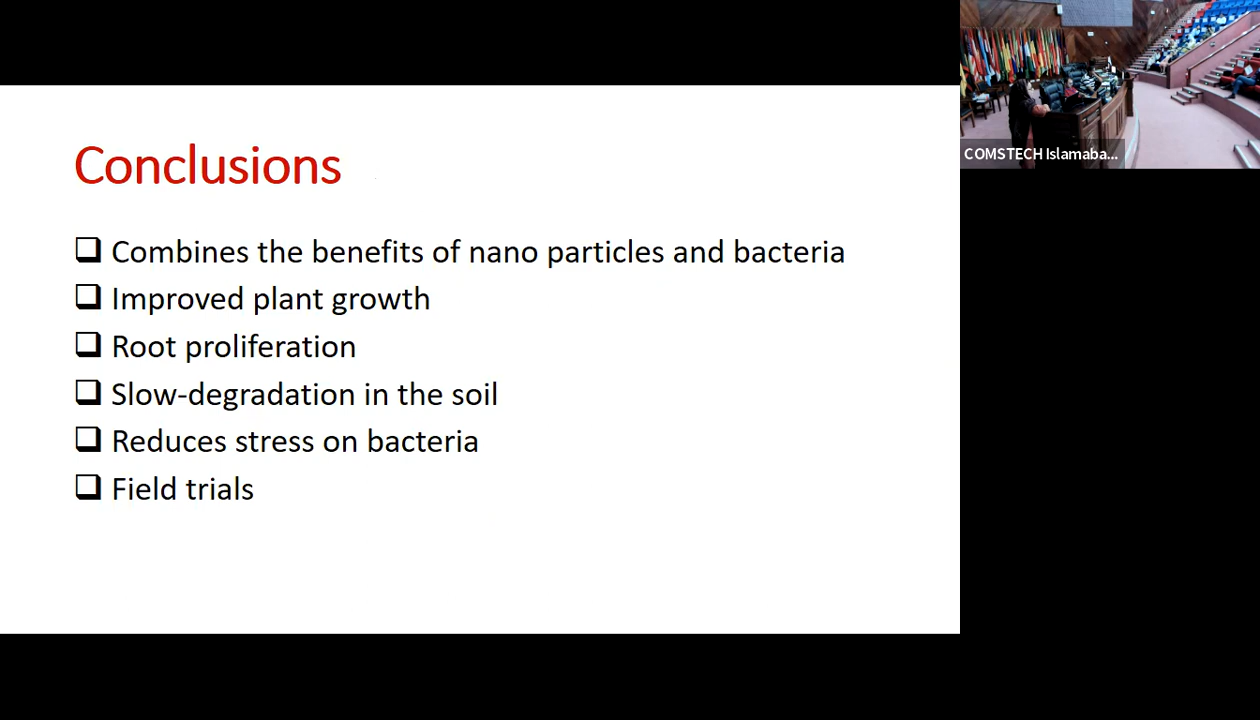 Conclusions
❑ Combines the benefits of nano particles and bacteria
❑ Improved plant growth
❑ Root proliferation
❑ Slow-degradation in the soil
❑ Reduces stress on bacteria
❑ Field trials
COMSTECH Islamaba...